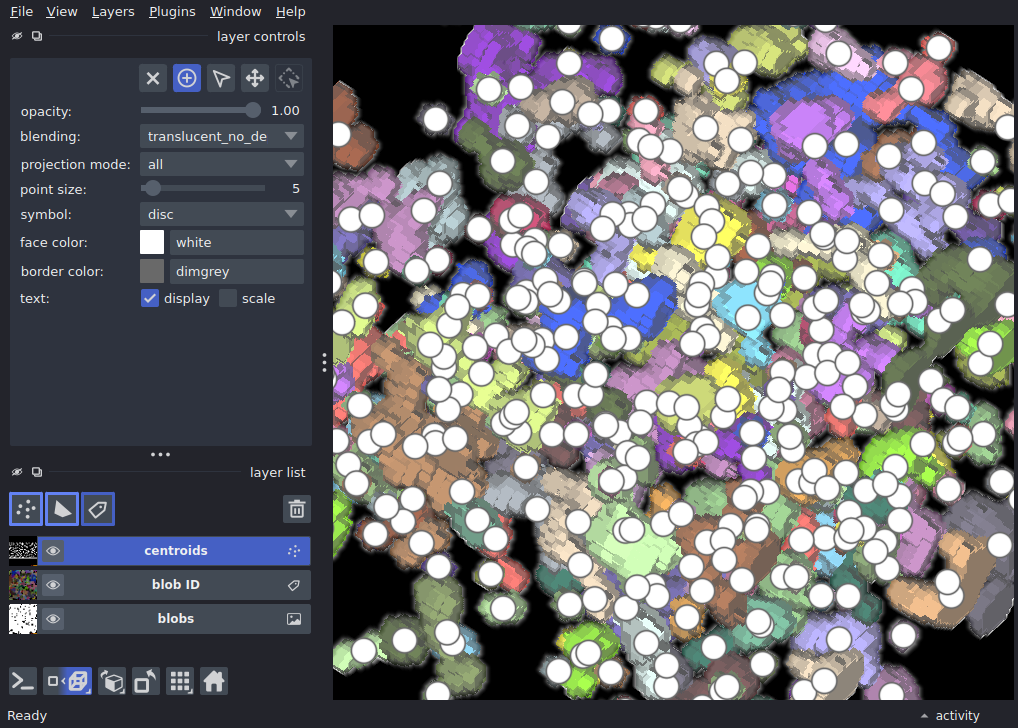 File View Layers Plugins Window Help
layer controls
opacity: 1.00
blending: translucent_no_de
projection mode: all
point size: 5
symbol: disc
face color: white
border color: dimgrey
text: display scale
layer list
centroids
blob ID
blobs
Ready activity